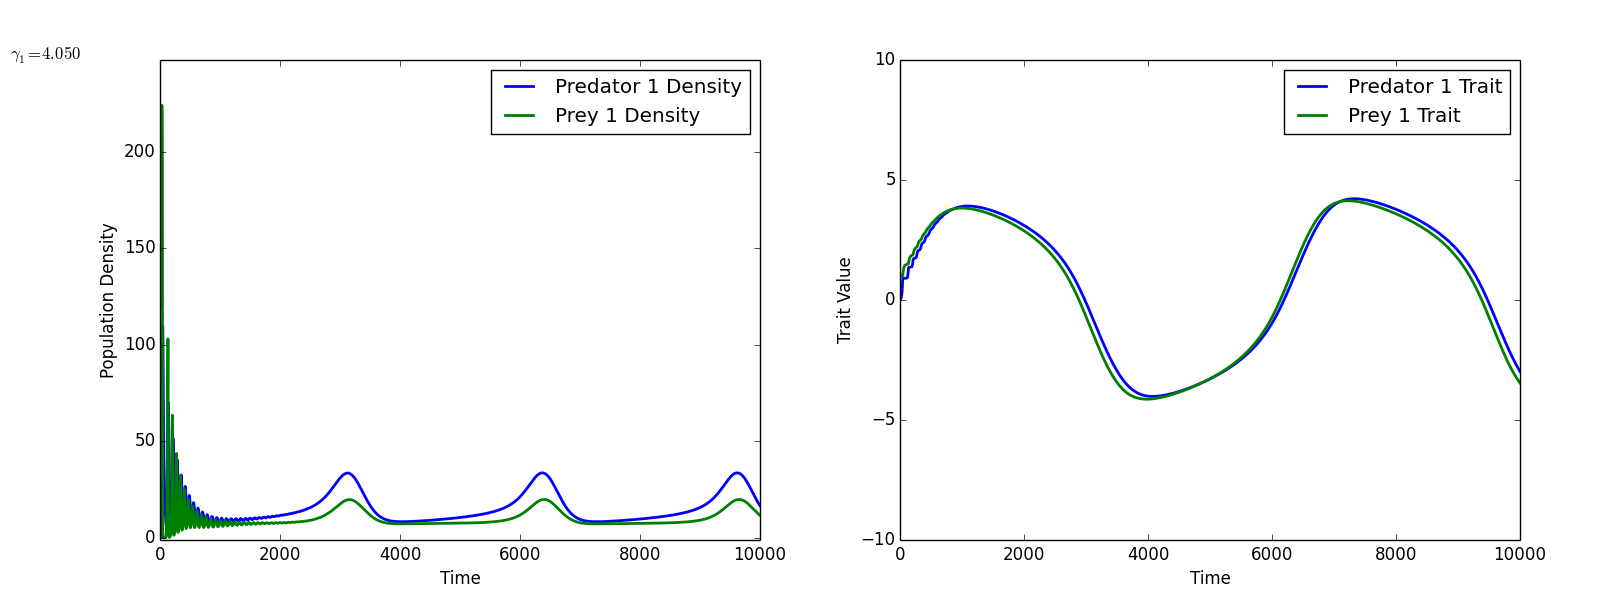 γ₁=4.050
Predator 1 Density
Prey 1 Density
200
150
100
50
0
Population Density
0 2000 4000 6000 8000 10000
Time
Predator 1 Trait
Prey 1 Trait
10
5
0
−5
−10
Trait Value
0 2000 4000 6000 8000 10000
Time